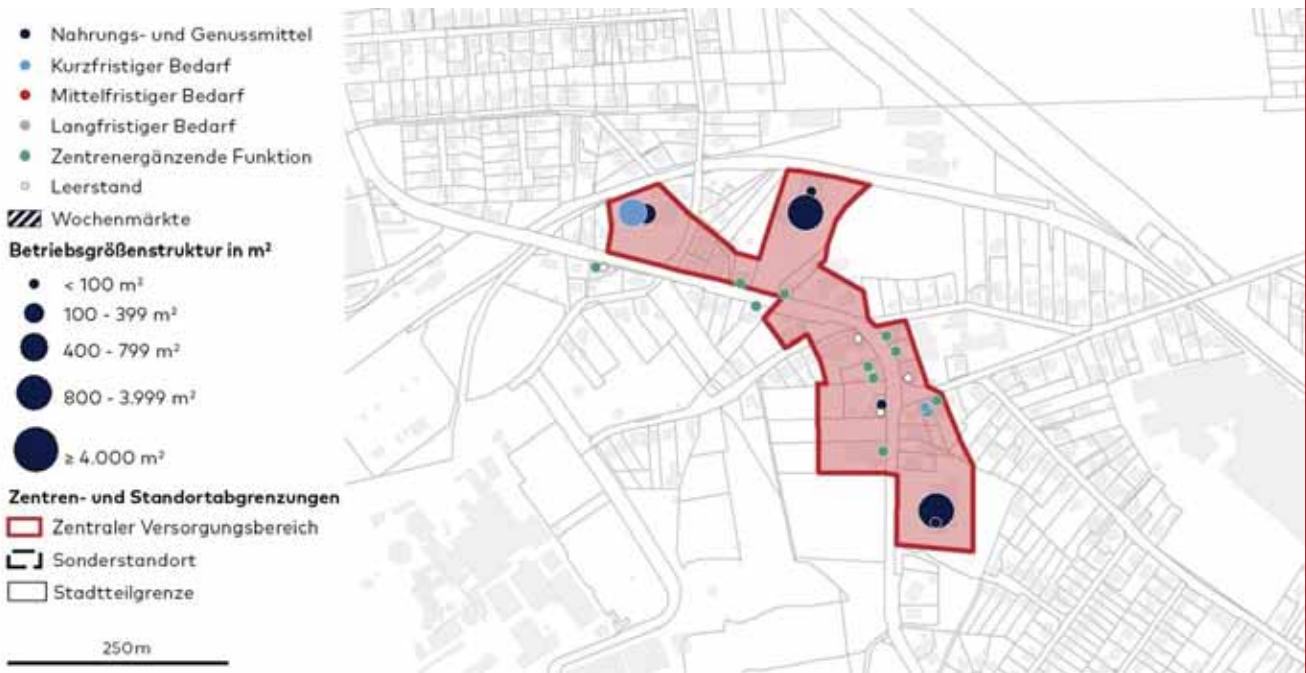 Nahrungs- und Genussmittel
Kurzfristiger Bedarf
Mittelfristiger Bedarf
Langfristiger Bedarf
Zentrenergänzende Funktion
Leerstand
Wochenmärkte
Betriebsgrößenstruktur in m²
< 100 m²
100 - 399 m²
400 - 799 m²
800 - 3.999 m²
≥ 4.000 m²
Zentren- und Standortabgrenzungen
Zentraler Versorgungsbereich
Sonderstandort
Stadtteilgrenze
250m